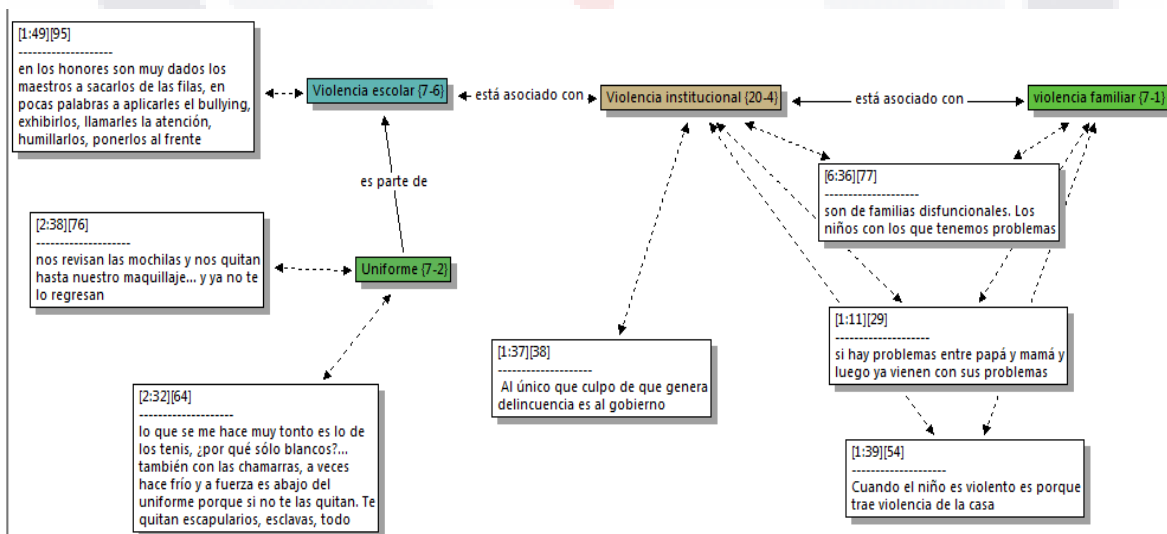 [1:49][95]
--------------------
en los honores son muy dados los
maestros a sacarlos de las filas, en
pocas palabras a aplicarles el bullying,
exhibirlos, llamarles la atención,
humillarlos, ponerlos al frente
Violencia escolar {7-6}
está asociado con
Violencia institucional {20-4}
está asociado con
violencia familiar {7-1}
es parte de
[6:36][77]
--------------------
son de familias disfuncionales. Los
niños con los que tenemos problemas
[2:38][76]
--------------------
nos revisan las mochilas y nos quitan
hasta nuestro maquillaje... y ya no te
lo regresan
Uniforme {7-2}
[1:37][38]
--------------------
Al único que culpo de que genera
delincuencia es al gobierno
[1:11][29]
--------------------
si hay problemas entre papá y mamá y
luego ya vienen con sus problemas
[2:32][64]
--------------------
lo que se me hace muy tonto es lo de
los tenis, ¿por qué sólo blancos?...
también con las chamarras, a veces
hace frío y a fuerza es abajo del
uniforme porque si no te las quitan. Te
quitan escapularios, esclavas, todo
[1:39][54]
--------------------
Cuando el niño es violento es porque
trae violencia de la casa